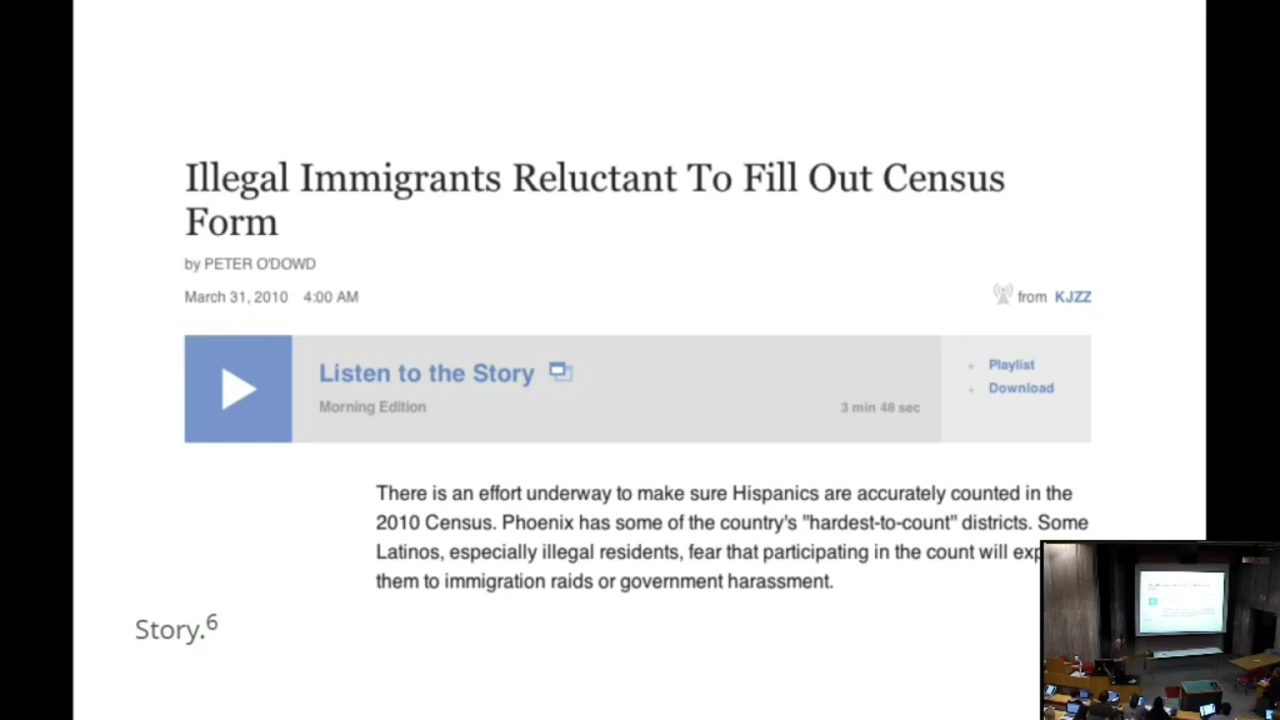 Illegal Immigrants Reluctant To Fill Out Census
Form
by PETER O'DOWD
March 31, 2010 4:00 AM
from KJZZ
Listen to the Story
Morning Edition
3 min 48 sec
+ Playlist
+ Download
There is an effort underway to make sure Hispanics are accurately counted in the
2010 Census. Phoenix has some of the country's "hardest-to-count" districts. Some
Latinos, especially illegal residents, fear that participating in the count will
them to immigration raids or government harassment.
Story.6